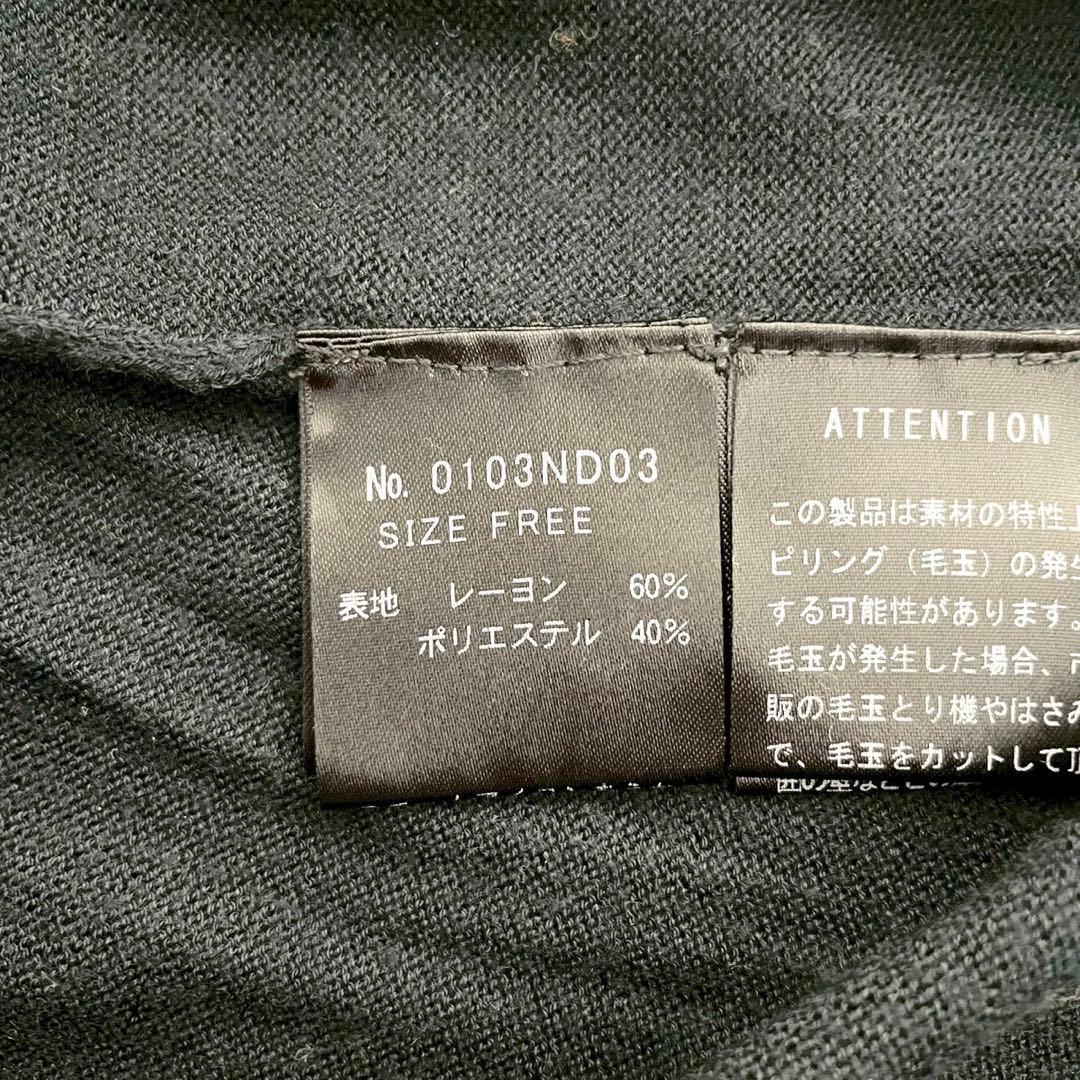 No. 0103ND03
SIZE FREE
表地 レーヨン 60%
ポリエステル 40%
ATTENTION
この製品は素材の特性上
ピリング（毛玉）の発生
する可能性があります。
毛玉が発生した場合、市
販の毛玉とり機やはさみ
で、毛玉をカットして頂